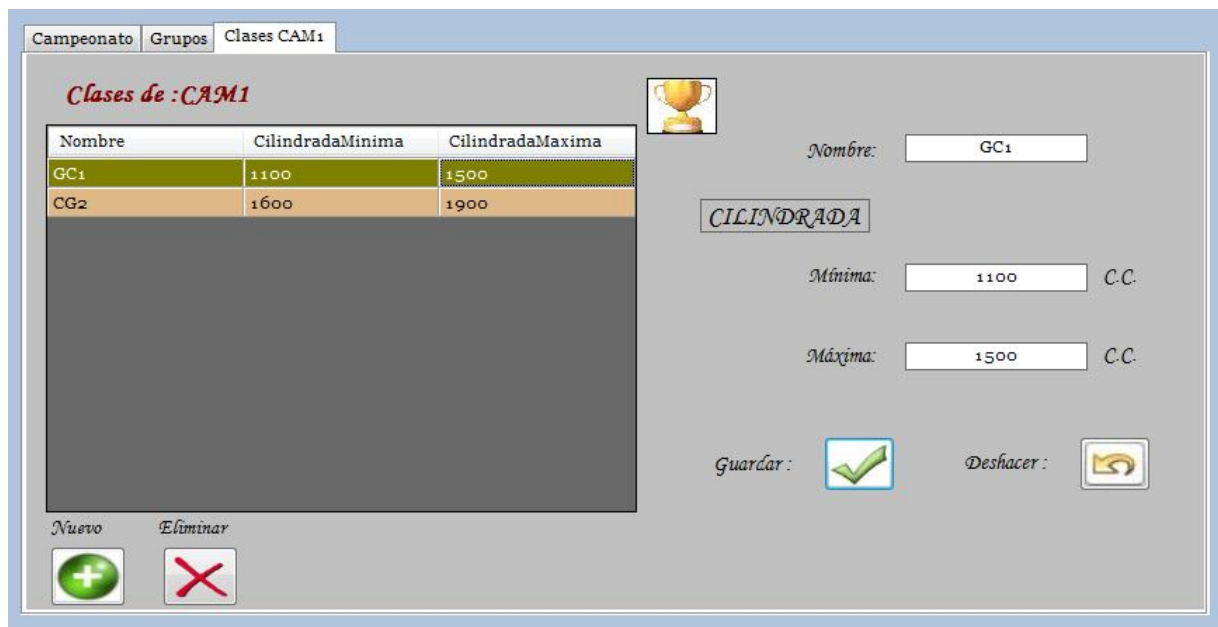 Campeonato Grupos Clases CAM1
Clases de :CAM1
Nombre CilindradaMinima CilindradaMaxima
GC1 1100 1500
CG2 1600 1900
Nombre: GC1
CILINDRADA
Mínima: 1100 C.C.
Máxima: 1500 C.C.
Guardar : Deshacer :
Nuevo Eliminar